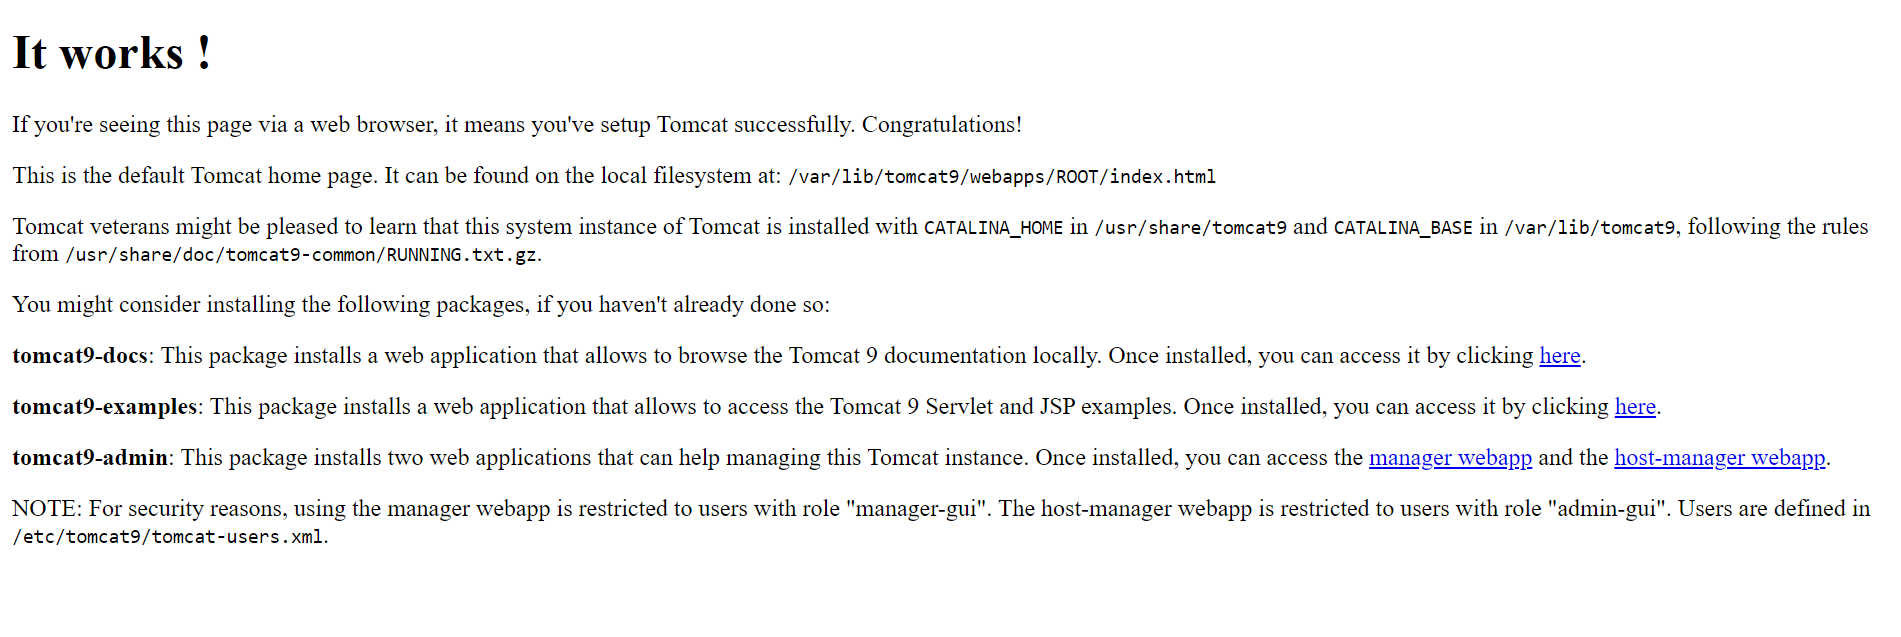 It works !
If you're seeing this page via a web browser, it means you've setup Tomcat successfully. Congratulations!
This is the default Tomcat home page. It can be found on the local filesystem at: /var/lib/tomcat9/webapps/ROOT/index.html
Tomcat veterans might be pleased to learn that this system instance of Tomcat is installed with CATALINA_HOME in /usr/share/tomcat9 and CATALINA_BASE in /var/lib/tomcat9, following the rules
from /usr/share/doc/tomcat9-common/RUNNING.txt.gz.
You might consider installing the following packages, if you haven't already done so:
tomcat9-docs: This package installs a web application that allows to browse the Tomcat 9 documentation locally. Once installed, you can access it by clicking here.
tomcat9-examples: This package installs a web application that allows to access the Tomcat 9 Servlet and JSP examples. Once installed, you can access it by clicking here.
tomcat9-admin: This package installs two web applications that can help managing this Tomcat instance. Once installed, you can access the manager webapp and the host-manager webapp.
NOTE: For security reasons, using the manager webapp is restricted to users with role "manager-gui". The host-manager webapp is restricted to users with role "admin-gui". Users are defined in
/etc/tomcat9/tomcat-users.xml.